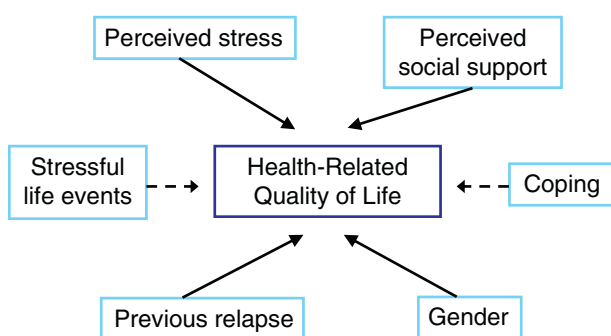 Perceived stress
Perceived
social support
Stressful
life events
Health-Related
Quality of Life
Coping
Previous relapse
Gender